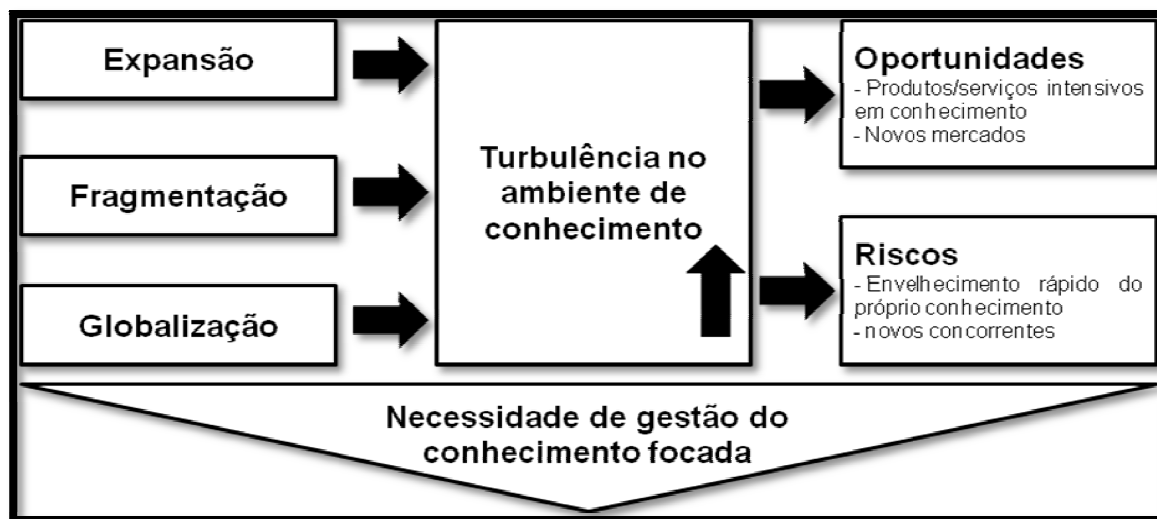 Expansão
Fragmentação
Globalização
Turbulência no
ambiente de
conhecimento
Oportunidades
- Produtos/serviços intensivos
em conhecimento
- Novos mercados
Riscos
- Envelhecimento rápido do
próprio conhecimento
- novos concorrentes
Necessidade de gestão do
conhecimento focada